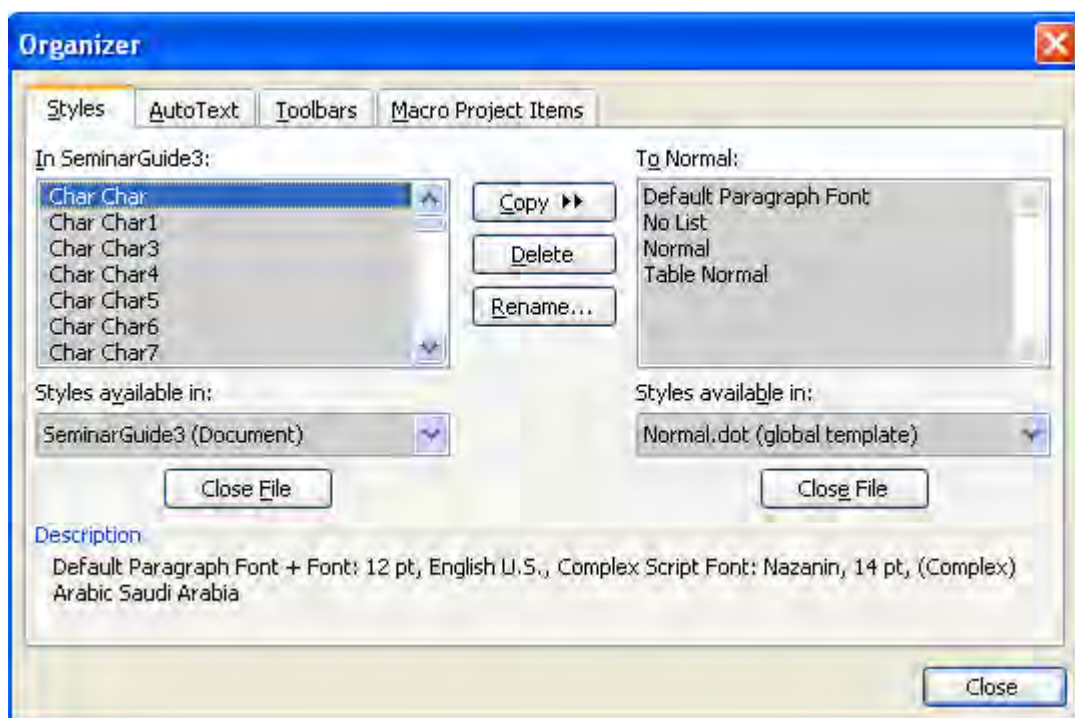 Organizer
Styles
AutoText
Toolbars
Macro Project Items
In SeminarGuide3:
Char Char
Char Char1
Char Char3
Char Char4
Char Char5
Char Char6
Char Char7
Styles available in:
SeminarGuide3 (Document)
Close File
Copy
Delete
Rename...
To Normal:
Default Paragraph Font
No List
Normal
Table Normal
Styles available in:
Normal.dot (global template)
Close File
Description
Default Paragraph Font + Font: 12 pt, English U.S., Complex Script Font: Nazanin, 14 pt, (Complex)
Arabic Saudi Arabia
Close